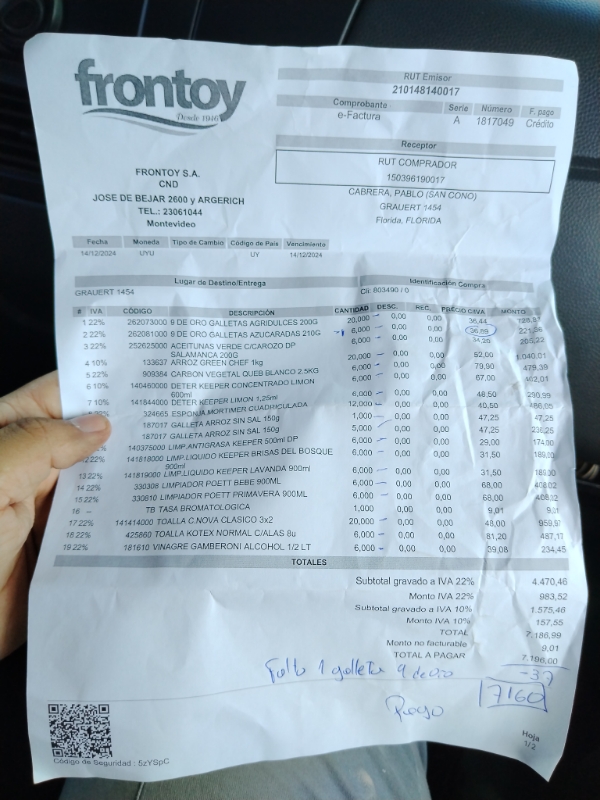 frontoy
Desde 1946
RUT Emisor
210148140017
Comprobante Serie Número F. pago
e-Factura A 1817049 Crédito
Receptor
RUT COMPRADOR
150396190017
CABRERA, PABLO (SAN CONO)
GRAUERT 1454
Florida, FLORIDA
FRONTOY S.A.
CND
JOSE DE BEJAR 2600 y ARGERICH
TEL.: 23061044
Montevideo
Fecha Moneda Tipo de Cambio Código de País Vencimiento
14/12/2024 UYU UY 14/12/2024
Lugar de Destino/Entrega Identificación Compra
GRAUERT 1454 Cli: 803490 / 0
# IVA CÓDIGO DESCRIPCIÓN CANTIDAD DESC. REC. PRECIO C/IVA MONTO
1 22% 262073000 9 DE ORO GALLETAS AGRIDULCES 200G 20,000 0,00 0,00 36,44
2 22% 262081000 9 DE ORO GALLETAS AZUCARADAS 210G 6,000 0,00 0,00 36,89
3 22% 252625000 ACEITUNAS VERDE C/CAROZO DP 6,000 0,00 0,00 34,20
SALAMANCA 200G
4 10% 133637 ARROZ GREEN CHEF 1kg 20,000 0,00 0,00 52,00 1.040,01
5 22% 909384 CARBON VEGETAL QUEB BLANCO 2.5KG 6,000 0,00 0,00 79,90 479,39
6 10% DETER KEEPER CONCENTRADO LIMON 6,000 0,00 0,00 67,00 402,01
600ml
7 10% 141844000 DETER KEEPER LIMON 1,25ml 6,000 0,00 0,00 48,50 290,99
324665 ESPONJA MORTIMER CUADRICULADA 12,000 0,00 0,00 40,50 486,05
187017 GALLETA ARROZ SIN SAL 150g 1,000 0,00 0,00 47,25 47,25
187017 GALLETA ARROZ SIN SAL 150g 5,000 0,00 0,00 47,25 236,25
140375000 LIMP.ANTIGRASA KEEPER 500ml DP 6,000 0,00 0,00 29,00 174,00
12 22% 141818000 LIMP.LIQUIDO KEEPER BRISAS DEL BOSQUE 6,000 0,00 0,00 31,50
900ml
13 22% 141819000 LIMP.LIQUIDO KEEPER LAVANDA 900ml 6,000 0,00 0,00 31,50
14 22% 330308 LIMPIADOR POETT BEBE 900ML 6,000 0,00 0,00 68,00 408,02
15 22% 330810 LIMPIADOR POETT PRIMAVERA 900ML 6,000 0,00 0,00 68,00 408,02
16 -- TB TASA BROMATOLOGICA 1,000 0,00 0,00 9,01 9,01
17 22% 141414000 TOALLA C.NOVA CLASICO 3x2 20,000 0,00 0,00 48,00 959,97
18 22% 425860 TOALLA KOTEX NORMAL C/ALAS 8u 6,000 0,00 0,00 81,20 487,17
19 22% 181610 VINAGRE GAMBERONI ALCOHOL 1/2 LT 6,000 0,00 0,00 39,08 234,45
TOTALES
Subtotal gravado a IVA 22% 4.470,46
Monto IVA 22% 983,52
Subtotal gravado a IVA 10% 1.575,46
Monto IVA 10% 157,55
TOTAL 7.186,99
Monto no facturable 9,01
TOTAL A PAGAR 7.196,00
Falto 1 galleta 9 de oro -37
Pago 7160
Hoja
1/2
Código de Seguridad : 5zYSpC